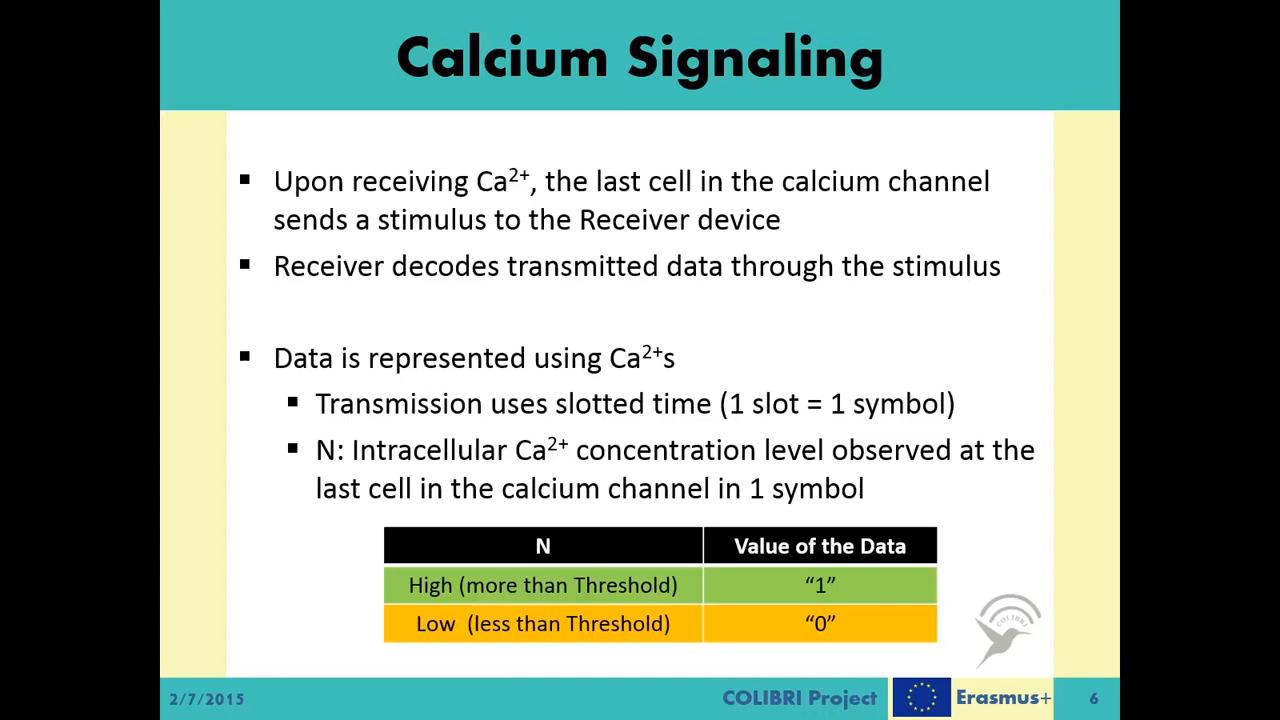 Calcium Signaling
▪ Upon receiving Ca²⁺, the last cell in the calcium channel
sends a stimulus to the Receiver device
▪ Receiver decodes transmitted data through the stimulus
▪ Data is represented using Ca²⁺s
▪ Transmission uses slotted time (1 slot = 1 symbol)
▪ N: Intracellular Ca²⁺ concentration level observed at the
last cell in the calcium channel in 1 symbol
N Value of the Data
High (more than Threshold) “1”
Low (less than Threshold) “0”
COLIBRI
2/7/2015 COLIBRI Project Erasmus+ 6